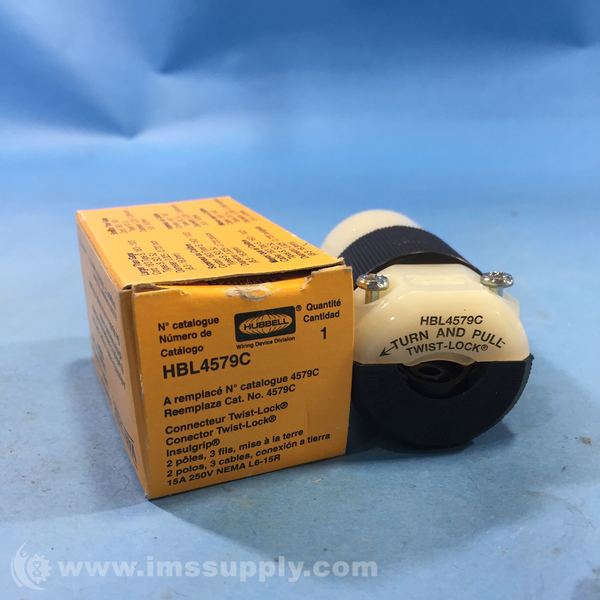 N° catalogue
Número de
Catálogo
HUBBELL®
Wiring Device Division
Quantité
Cantidad
1
HBL4579C
A remplacé N° catalogue 4579C
Reemplaza Cat. No. 4579C
Connecteur Twist-Lock®
Conector Twist-Lock®
Insulgrip®
2 pôles, 3 fils, mise à la terre
2 polos, 3 cables, conexión a tierra
15A 250V NEMA L6-15R
HBL4579C
TURN AND PULL
TWIST-LOCK®
© www.imssupply.com